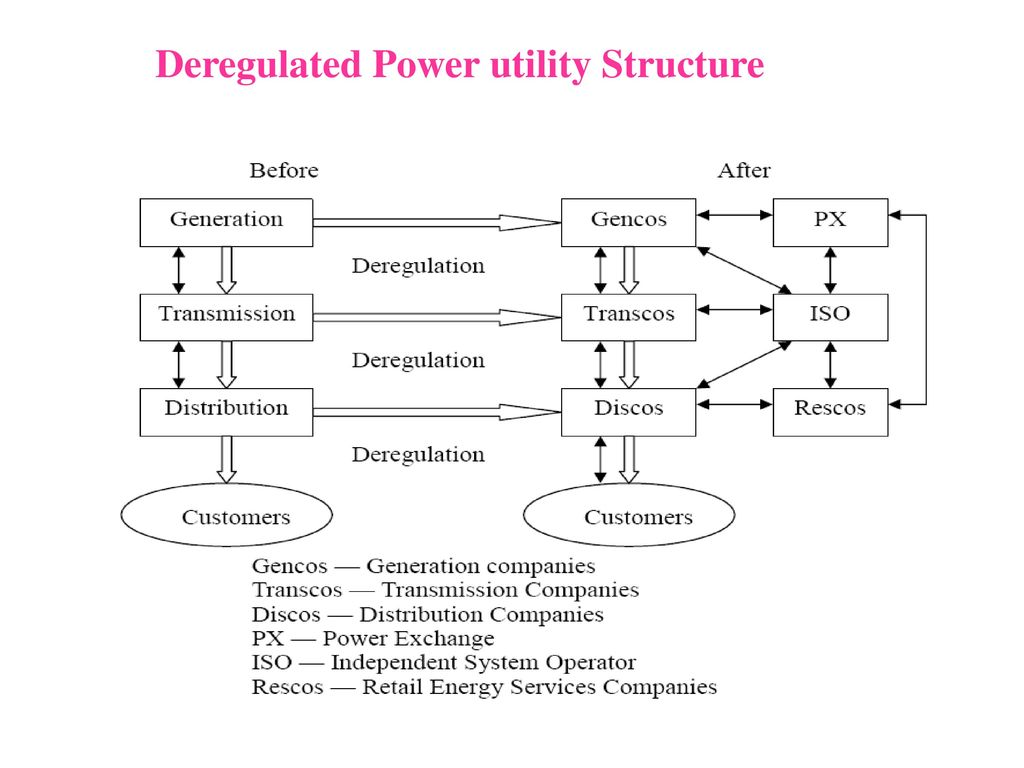 Deregulated Power utility Structure
Before After
Generation Gencos PX
Deregulation
Transmission Transcos ISO
Deregulation
Distribution Discos Rescos
Deregulation
Customers Customers
Gencos — Generation companies
Transcos — Transmission Companies
Discos — Distribution Companies
PX — Power Exchange
ISO — Independent System Operator
Rescos — Retail Energy Services Companies